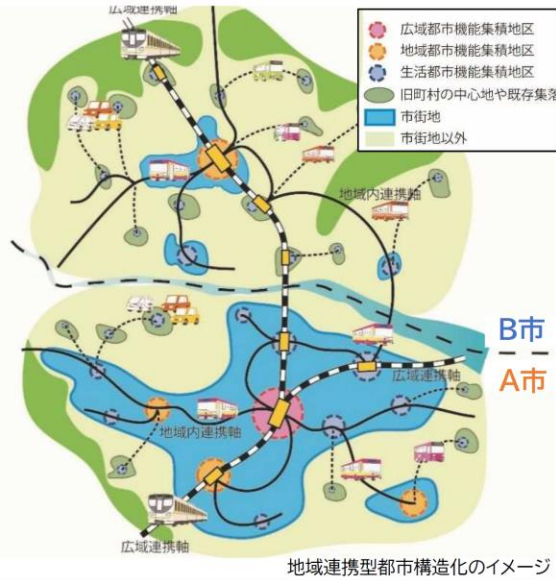 広域連携軸
広域都市機能集積地区
地域都市機能集積地区
生活都市機能集積地区
旧町村の中心地や既存集落
市街地
市街地以外
地域内連携軸
B市
A市
広域連携軸
地域内連携軸
広域連携軸
地域連携型都市構造化のイメージ